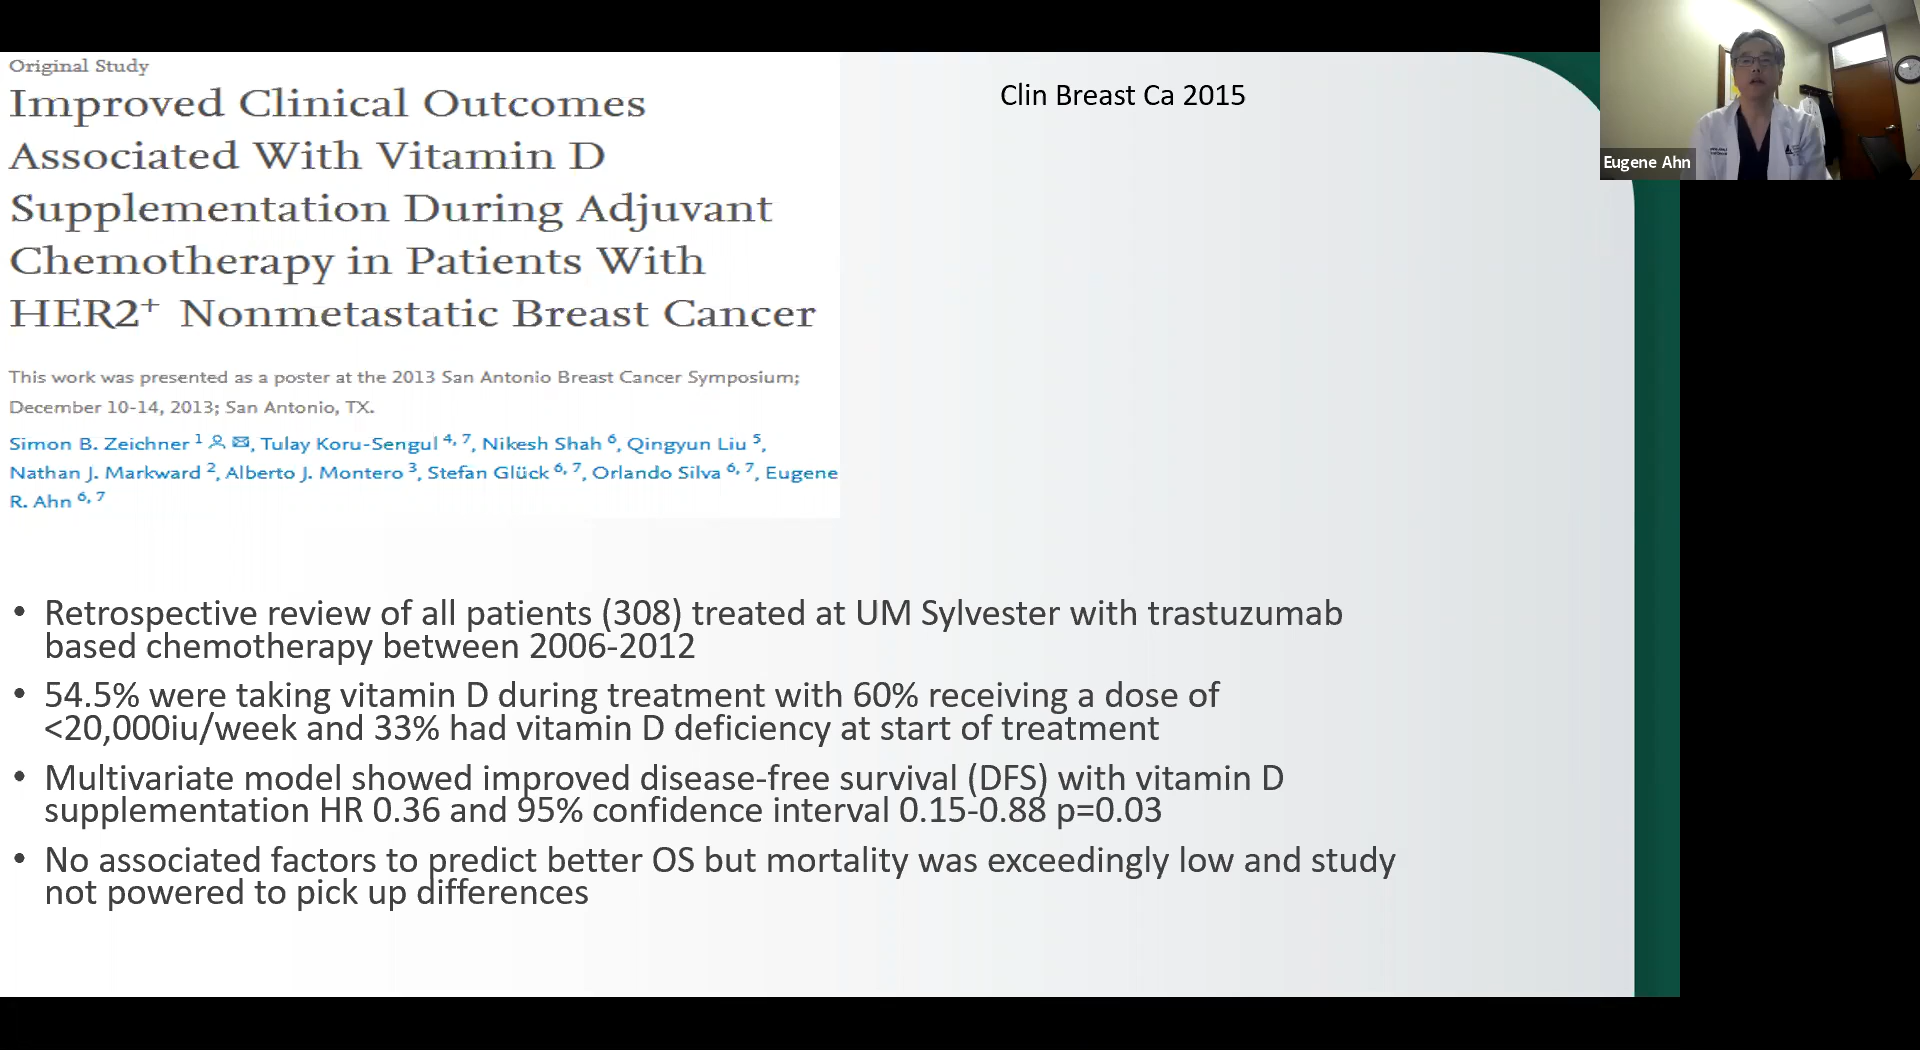 Original Study
Improved Clinical Outcomes
Associated With Vitamin D
Supplementation During Adjuvant
Chemotherapy in Patients With
HER2⁺ Nonmetastatic Breast Cancer
This work was presented as a poster at the 2013 San Antonio Breast Cancer Symposium;
December 10-14, 2013; San Antonio, TX.
Simon B. Zeichner ¹, Tulay Koru-Sengul ⁴, ⁷, Nikesh Shah ⁶, Qingyun Liu ⁵,
Nathan J. Markward ², Alberto J. Montero ³, Stefan Glück ⁶, ⁷, Orlando Silva ⁶, ⁷, Eugene
R. Ahn ⁶, ⁷
Clin Breast Ca 2015
Eugene Ahn
• Retrospective review of all patients (308) treated at UM Sylvester with trastuzumab
based chemotherapy between 2006-2012
• 54.5% were taking vitamin D during treatment with 60% receiving a dose of
<20,000iu/week and 33% had vitamin D deficiency at start of treatment
• Multivariate model showed improved disease-free survival (DFS) with vitamin D
supplementation HR 0.36 and 95% confidence interval 0.15-0.88 p=0.03
• No associated factors to predict better OS but mortality was exceedingly low and study
not powered to pick up differences